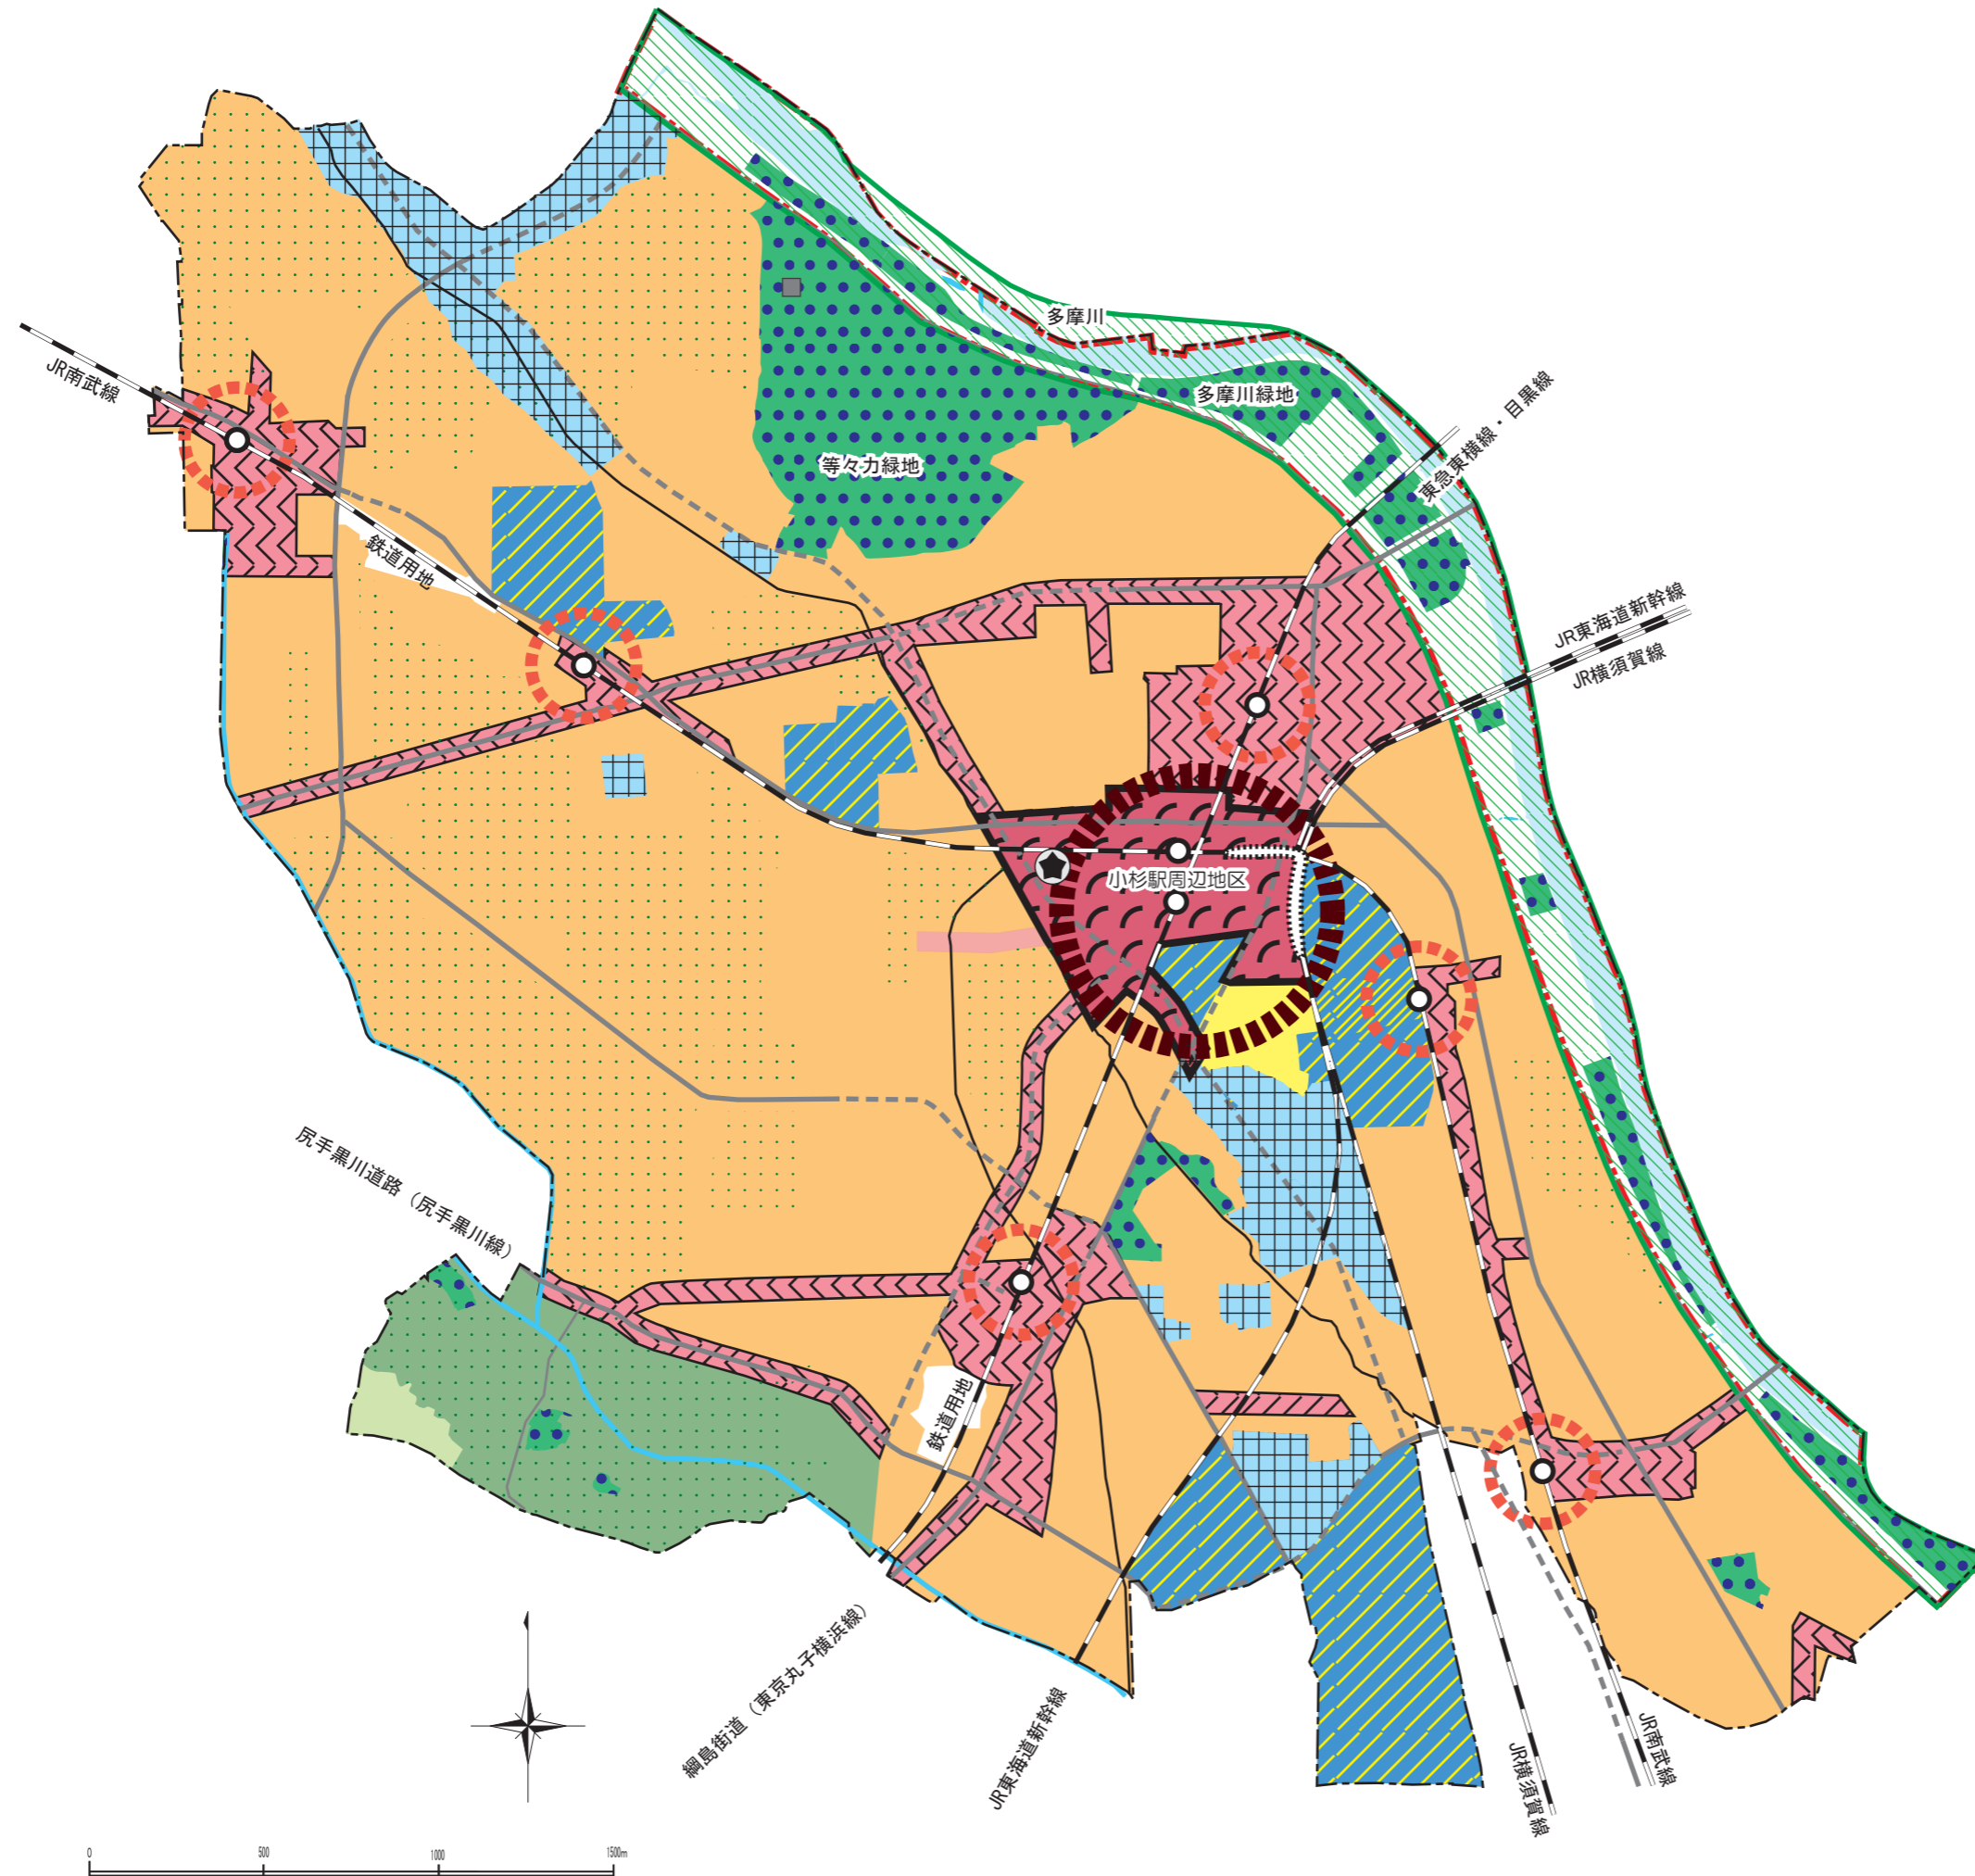 多摩川
JR南武線
多摩川緑地
東急東横線・目黒線
等々力緑地
鉄道用地
JR東海道新幹線
JR横須賀線
小杉駅周辺地区
尻手黒川道路（尻手黒川線）
鉄道用地
綱島街道（東京丸子横浜線）
JR東海道新幹線
JR横須賀線
JR南武線
0 500 1000 1500m